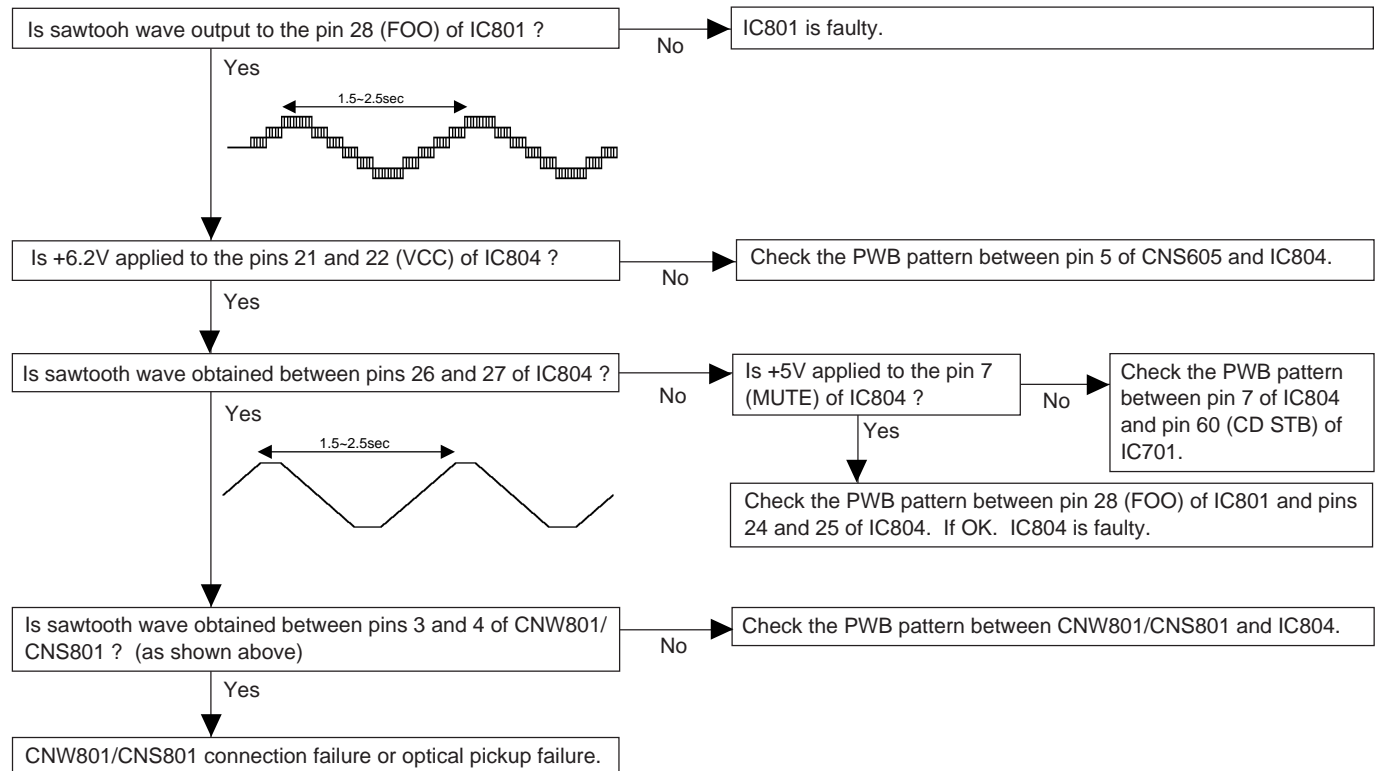 Is sawtooh wave output to the pin 28 (FOO) of IC801 ?
No
IC801 is faulty.
Yes
1.5~2.5sec
Is +6.2V applied to the pins 21 and 22 (VCC) of IC804 ?
No
Check the PWB pattern between pin 5 of CNS605 and IC804.
Yes
Is sawtooth wave obtained between pins 26 and 27 of IC804 ?
No
Is +5V applied to the pin 7
(MUTE) of IC804 ?
No
Check the PWB pattern
between pin 7 of IC804
and pin 60 (CD STB) of
IC701.
Yes
Yes
1.5~2.5sec
Check the PWB pattern between pin 28 (FOO) of IC801 and pins
24 and 25 of IC804. If OK. IC804 is faulty.
Is sawtooth wave obtained between pins 3 and 4 of CNW801/
CNS801 ? (as shown above)
No
Check the PWB pattern between CNW801/CNS801 and IC804.
Yes
CNW801/CNS801 connection failure or optical pickup failure.